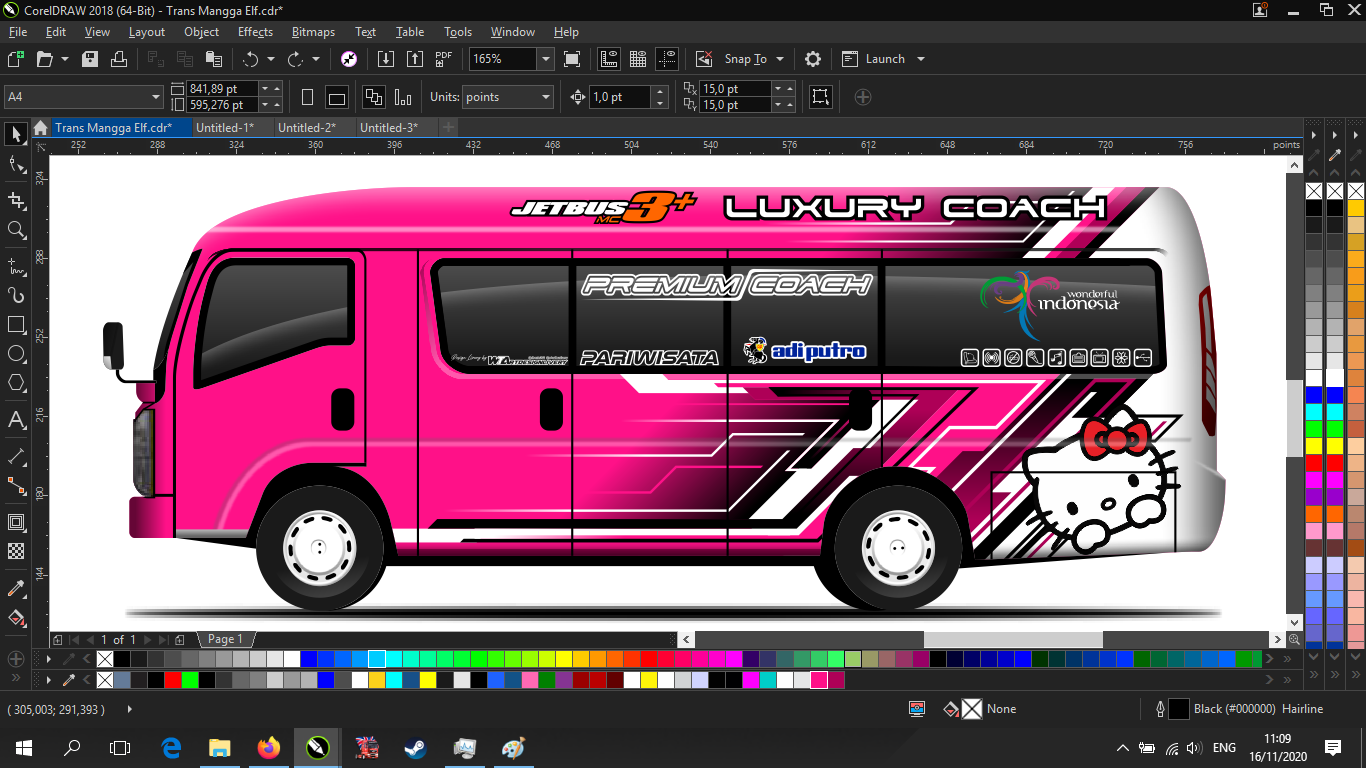 CorelDRAW 2018 (64-Bit) - Trans Mangga Elf.cdr*
File Edit View Layout Object Effects Bitmaps Text Table Tools Window Help
PDF 165% Snap To Launch
A4 841,89 pt 595,276 pt Units: points 1,0 pt 15,0 pt 15,0 pt
Trans Mangga Elf.cdr* Untitled-1* Untitled-2* Untitled-3*
252 288 324 360 396 432 468 504 540 576 612 648 684 720 756 points
324
288
252
216
180
144
JETBUS 3+ MC LUXURY COACH
PREMIUM COACH
wonderful
indonesia
PARIWISATA
adiputro
1 of 1 Page 1
( 305,003; 291,393 ) None Black (#000000) Hairline
ENG 11:09
16/11/2020